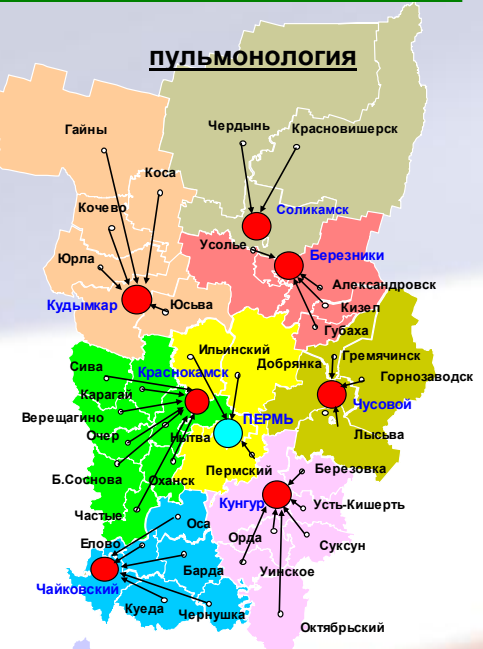 пульмонология
Гайны
Чердынь
Красновишерск
Коса
Кочево
Соликамск
Усолье
Березники
Юрла
Александровск
Кудымкар
Юсьва
Кизел
Губаха
Ильинский
Добрянка
Гремячинск
Сива
Краснокамск
Горнозаводск
Карагай
Чусовой
Верещагино
ПЕРМЬ
Очер
Нытва
Лысьва
Б.Соснова
Оханск
Пермский
Березовка
Кунгур
Усть-Кишерть
Частые
Оса
Орда
Суксун
Елово
Барда
Уинское
Чайковский
Куеда
Чернушка
Октябрьский